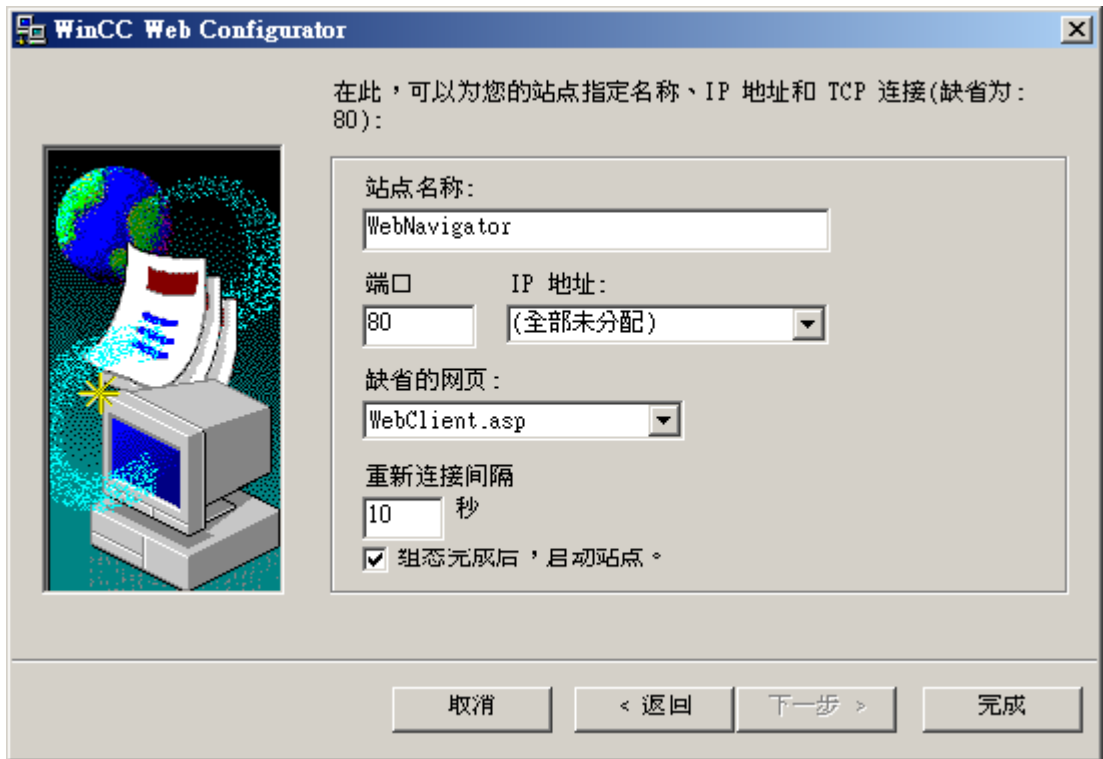 WinCC Web Configurator
在此，可以为您的站点指定名称、IP 地址和 TCP 连接(缺省为:
80):
站点名称:
WebNavigator
端口 IP 地址:
80 (全部未分配)
缺省的网页:
WebClient.asp
重新连接间隔
10 秒
组态完成后，启动站点。
取消 < 返回 下一步 > 完成